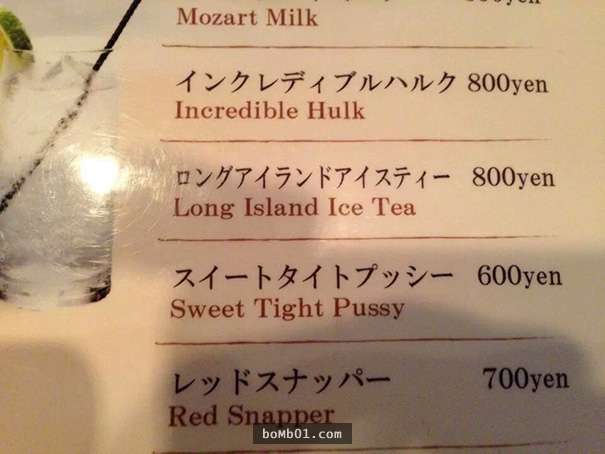 Mozart Milk
インクレディブルハルク 800yen
Incredible Hulk
ロングアイランドアイスティー 800yen
Long Island Ice Tea
スイートタイトプッシー 600yen
Sweet Tight Pussy
レッドスナッパー 700yen
Red Snapper
boMb01.com